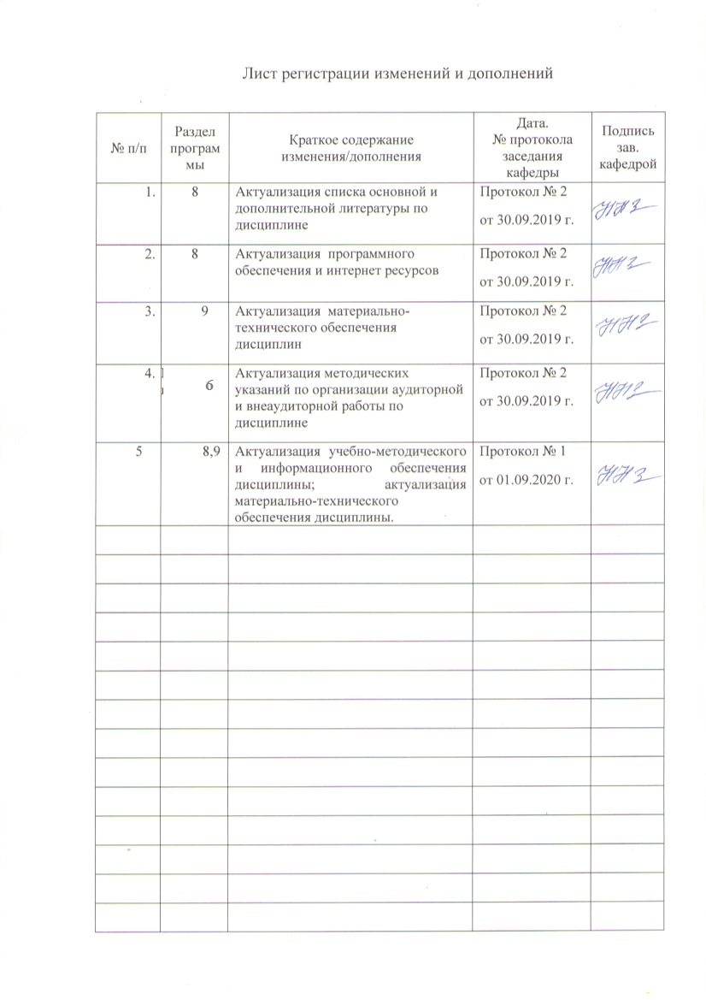 Лист регистрации изменений и дополнений
№ п/п
Раздел
програм
мы
Краткое содержание
изменения/дополнения
Дата.
№ протокола
заседания
кафедры
Подпись
зав.
кафедрой
1.
8
Актуализация списка основной и
дополнительной литературы по
дисциплине
Протокол № 2
от 30.09.2019 г.
2.
8
Актуализация программного
обеспечения и интернет ресурсов
Протокол № 2
от 30.09.2019 г.
3.
9
Актуализация материально-
технического обеспечения
дисциплин
Протокол № 2
от 30.09.2019 г.
4.
6
Актуализация методических
указаний по организации аудиторной
и внеаудиторной работы по
дисциплине
Протокол № 2
от 30.09.2019 г.
5
8,9
Актуализация учебно-методического
и информационного обеспечения
дисциплины; актуализация
материально-технического
обеспечения дисциплины.
Протокол № 1
от 01.09.2020 г.